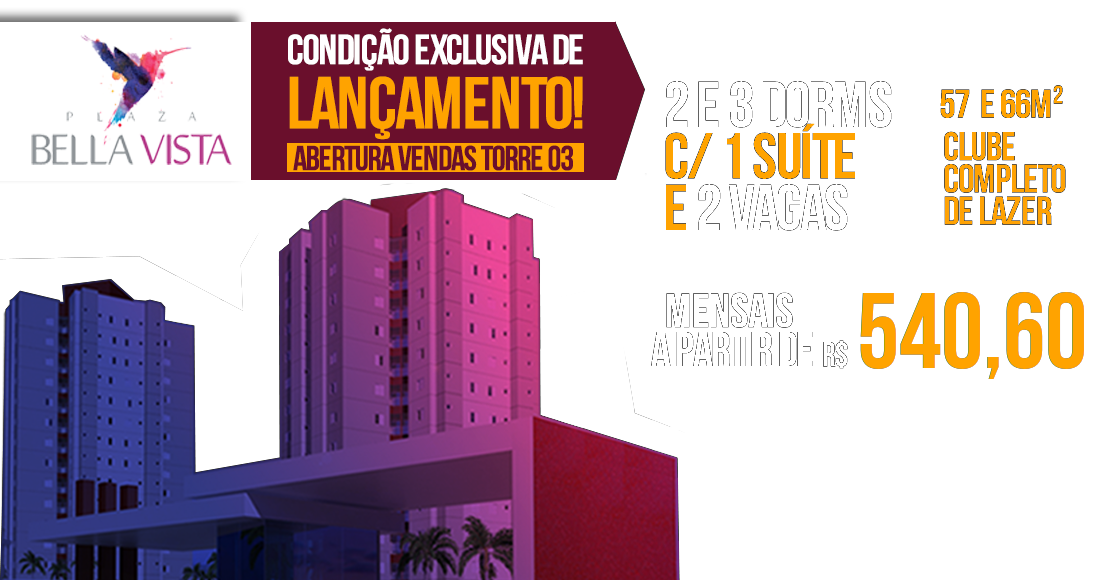 PLAZA
BELLA VISTA
CONDIÇÃO EXCLUSIVA DE
LANÇAMENTO!
ABERTURA VENDAS TORRE 03
2 E 3 DORMS
C/ 1 SUÍTE
E 2 VAGAS
57 E 66M²
CLUBE
COMPLETO
DE LAZER
MENSAIS
A PARTIR DE R$ 540,60